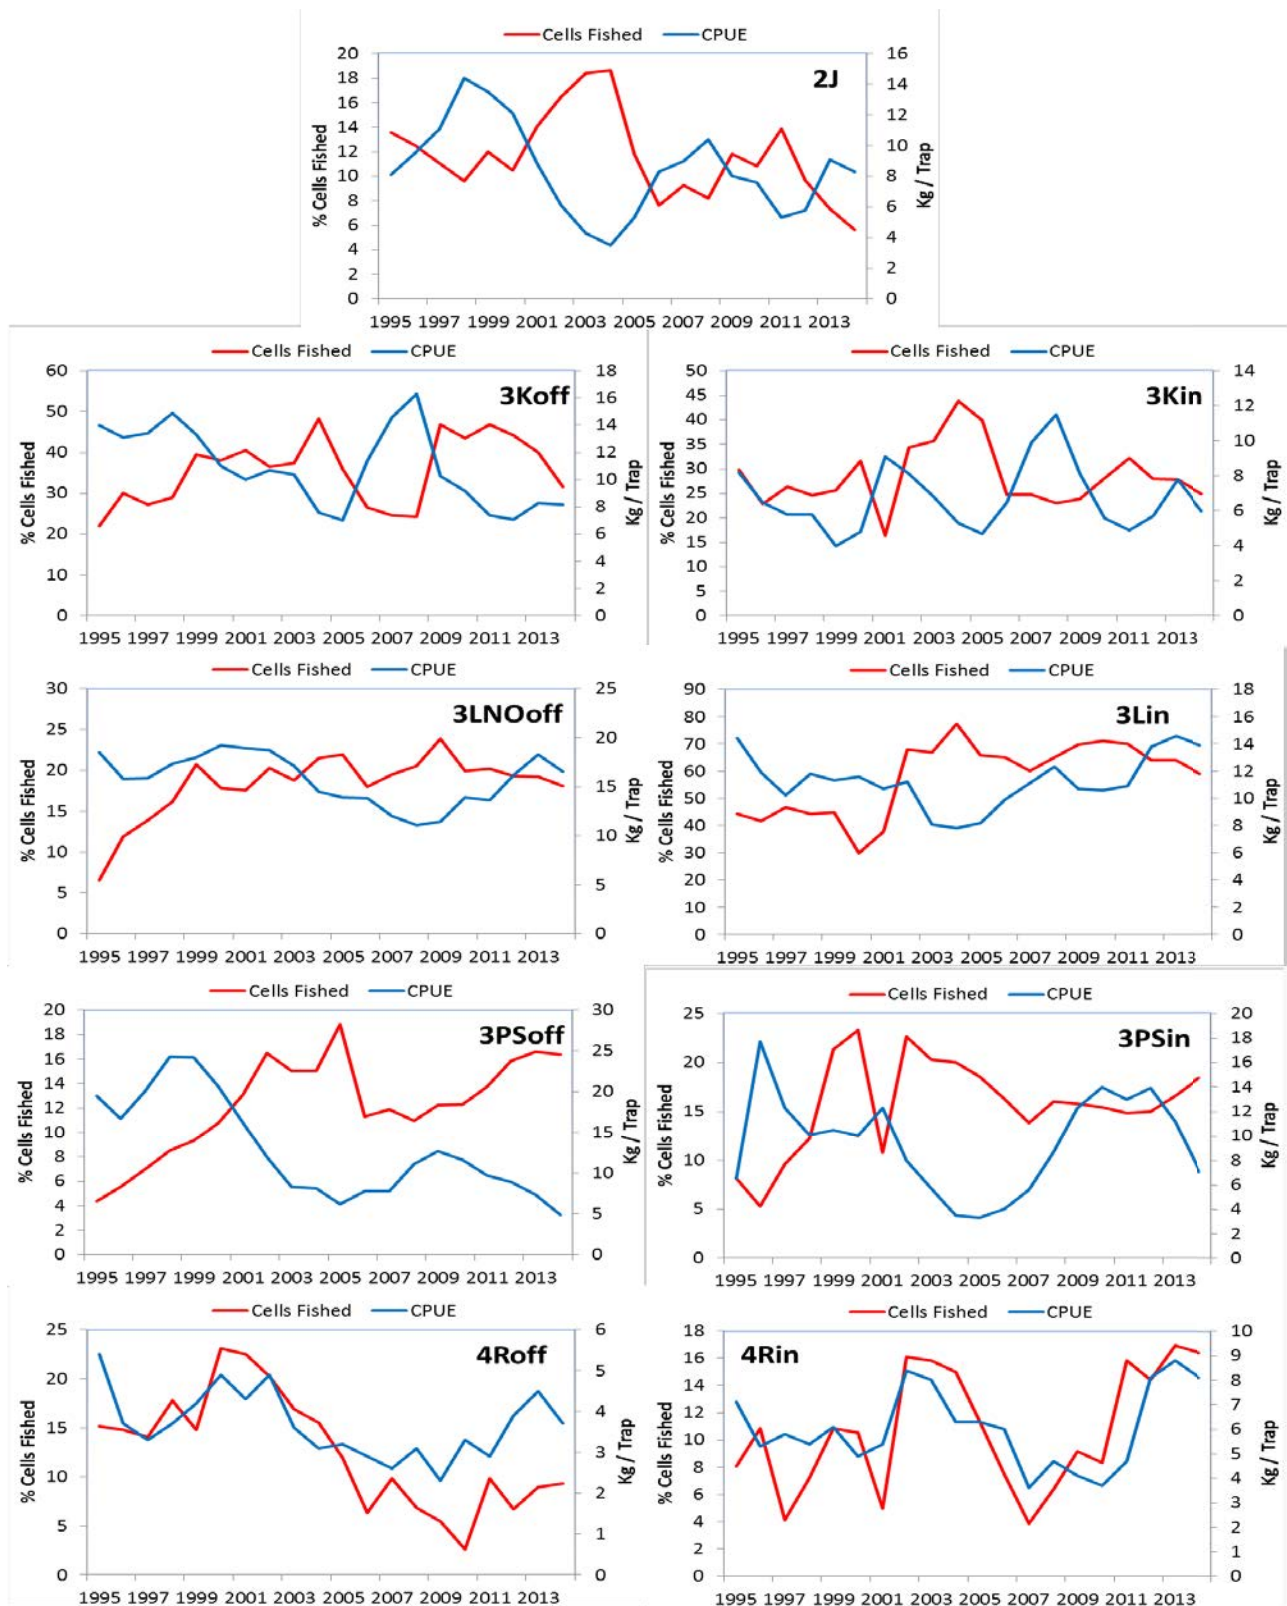 Cells Fished CPUE
2J
% Cells Fished
Kg / Trap
20 18 16 14 12 10 8 6 4 2 0
16 14 12 10 8 6 4 2 0
1995 1997 1999 2001 2003 2005 2007 2009 2011 2013
Cells Fished CPUE
3Koff
% Cells Fished
Kg / Trap
60 50 40 30 20 10 0
18 16 14 12 10 8 6 4 2 0
1995 1997 1999 2001 2003 2005 2007 2009 2011 2013
Cells Fished CPUE
3Kin
% Cells Fished
Kg / Trap
50 45 40 35 30 25 20 15 10 5 0
14 12 10 8 6 4 2 0
1995 1997 1999 2001 2003 2005 2007 2009 2011 2013
Cells Fished CPUE
3LNOoff
% Cells Fished
Kg / Trap
30 25 20 15 10 5 0
25 20 15 10 5 0
1995 1997 1999 2001 2003 2005 2007 2009 2011 2013
Cells Fished CPUE
3Lin
% Cells Fished
Kg / Trap
90 80 70 60 50 40 30 20 10 0
18 16 14 12 10 8 6 4 2 0
1995 1997 1999 2001 2003 2005 2007 2009 2011 2013
Cells Fished CPUE
3PSoff
% Cells Fished
Kg / Trap
20 18 16 14 12 10 8 6 4 2 0
30 25 20 15 10 5 0
1995 1997 1999 2001 2003 2005 2007 2009 2011 2013
Cells Fished CPUE
3PSin
% Cells Fished
Kg / Trap
25 20 15 10 5 0
20 18 16 14 12 10 8 6 4 2 0
1995 1997 1999 2001 2003 2005 2007 2009 2011 2013
Cells Fished CPUE
4Roff
% Cells Fished
Kg / Trap
25 20 15 10 5 0
6 5 4 3 2 1 0
1995 1997 1999 2001 2003 2005 2007 2009 2011 2013
Cells Fished CPUE
4Rin
% Cells Fished
Kg / Trap
18 16 14 12 10 8 6 4 2 0
10 9 8 7 6 5 4 3 2 1 0
1995 1997 1999 2001 2003 2005 2007 2009 2011 2013